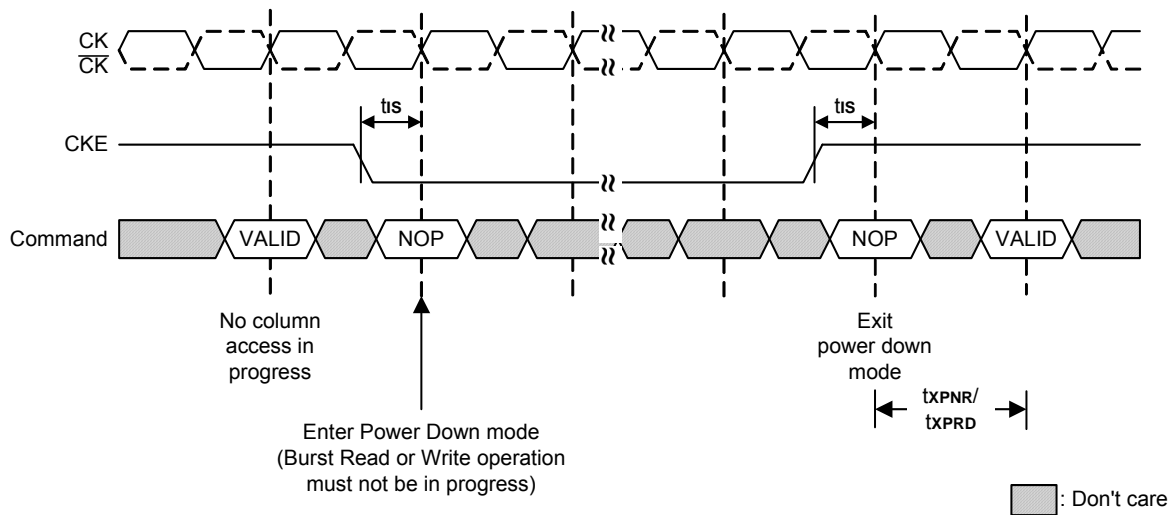 CK
CK
tIS
tIS
CKE
Command
VALID
NOP
NOP
VALID
No column
access in
progress
Exit
power down
mode
tXPNR/
tXPRD
Enter Power Down mode
(Burst Read or Write operation
must not be in progress)
: Don't care